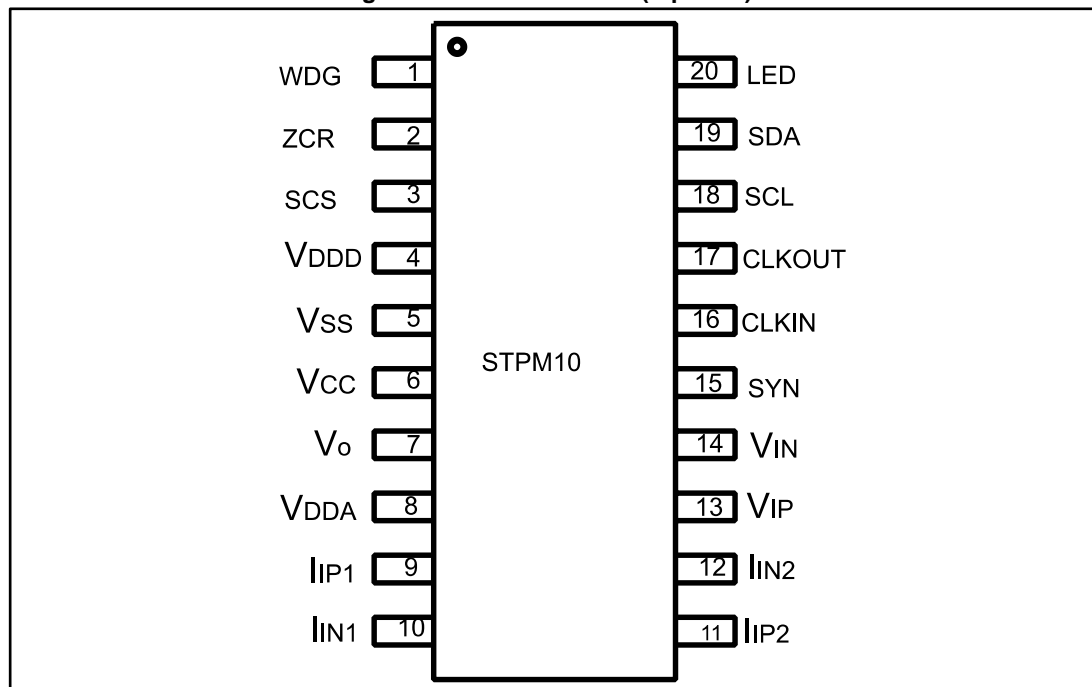 WDG 1 20 LED
ZCR 2 19 SDA
SCS 3 18 SCL
VDDD 4 17 CLKOUT
VSS 5 16 CLKIN
STPM10
VCC 6 15 SYN
Vo 7 14 VIN
VDDA 8 13 VIP
IIP1 9 12 IIN2
IIN1 10 11 IIP2